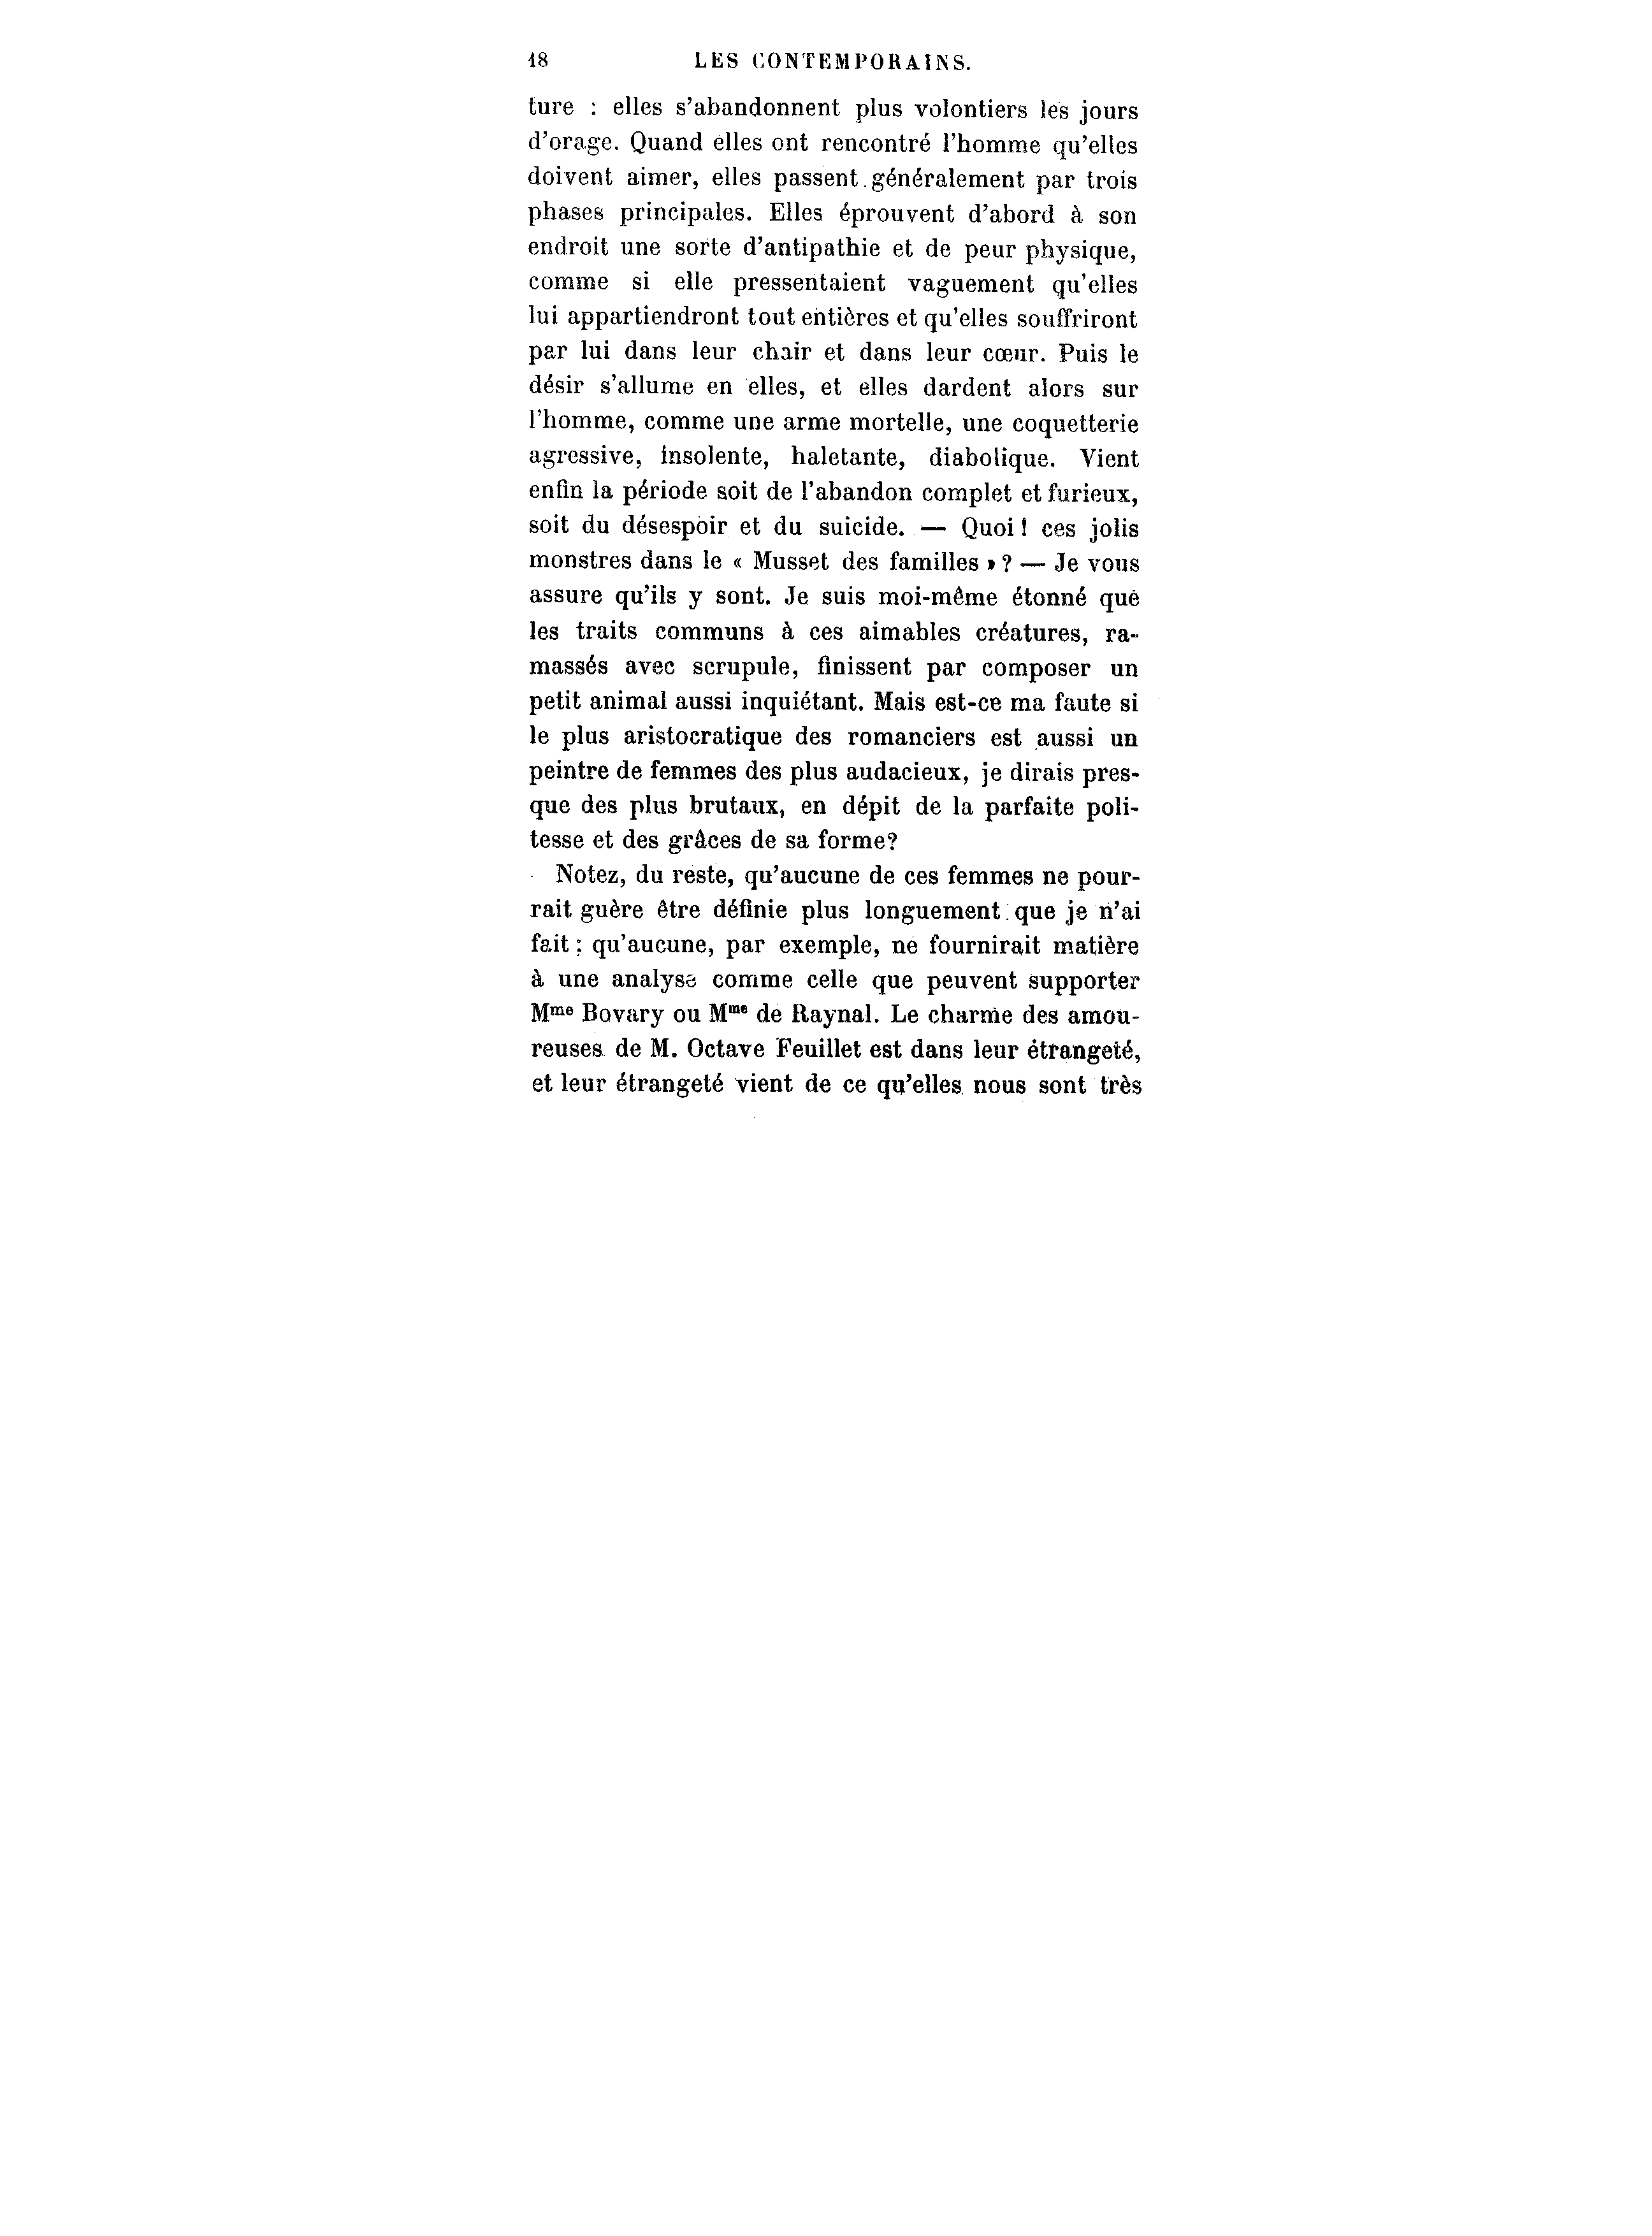 18 LES CONTEMPORAINS.
ture : elles s'abandonnent plus volontiers les jours
d'orage. Quand elles ont rencontré l'homme qu'elles
doivent aimer, elles passent généralement par trois
phases principales. Elles éprouvent d'abord à son
endroit une sorte d'antipathie et de peur physique,
comme si elle pressentaient vaguement qu'elles
lui appartiendront tout entières et qu'elles souffriront
par lui dans leur chair et dans leur cœur. Puis le
désir s'allume en elles, et elles dardent alors sur
l'homme, comme une arme mortelle, une coquetterie
agressive, insolente, haletante, diabolique. Vient
enfin la période soit de l'abandon complet et furieux,
soit du désespoir et du suicide. — Quoi ! ces jolis
monstres dans le « Musset des familles » ? — Je vous
assure qu'ils y sont. Je suis moi-même étonné que
les traits communs à ces aimables créatures, ra-
massés avec scrupule, finissent par composer un
petit animal aussi inquiétant. Mais est-ce ma faute si
le plus aristocratique des romanciers est aussi un
peintre de femmes des plus audacieux, je dirais pres-
que des plus brutaux, en dépit de la parfaite poli-
tesse et des grâces de sa forme?
Notez, du reste, qu'aucune de ces femmes ne pour-
rait guère être définie plus longuement que je n'ai
fait ; qu'aucune, par exemple, ne fournirait matière
à une analyse comme celle que peuvent supporter
Mme Bovary ou Mme de Raynal. Le charme des amou-
reuses de M. Octave Feuillet est dans leur étrangeté,
et leur étrangeté vient de ce qu'elles nous sont très